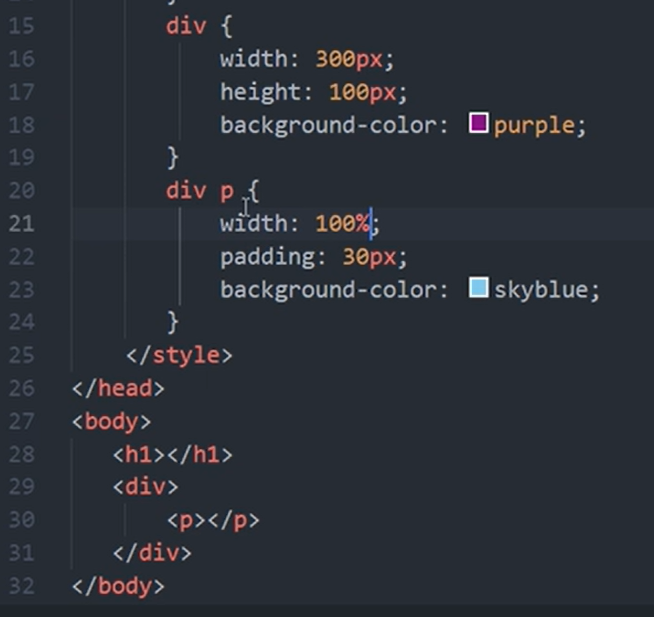 15 div {
16 width: 300px;
17 height: 100px;
18 background-color: purple;
19 }
20 div p {
21 width: 100%;
22 padding: 30px;
23 background-color: skyblue;
24 }
25 </style>
26 </head>
27 <body>
28 <h1></h1>
29 <div>
30 <p></p>
31 </div>
32 </body>